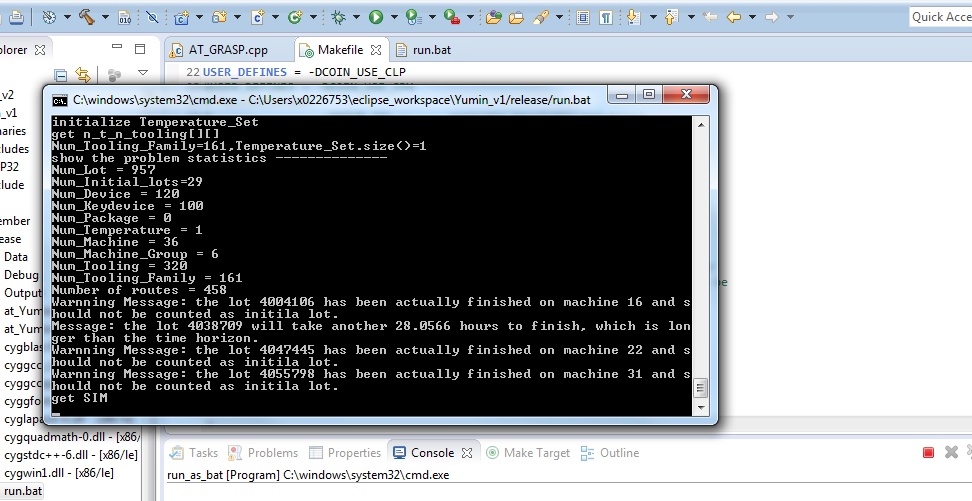 Quick Acce
plorer
AT_GRASP.cpp
Makefile
run.bat
22 USER_DEFINES = -DCOIN_USE_CLP
C:\windows\system32\cmd.exe - C:\Users\x0226753\eclipse_workspace\Yumin_v1/release/run.bat
initialize Temperature_Set
get n_t_n_tooling[][]
Num_Tooling_Family=161,Temperature_Set.size()=1
show the problem statistics --------------
Num_Lot = 957
Num_Initial_lots=29
Num_Device = 120
Num_Keydevice = 100
Num_Package = 0
Num_Temperature = 1
Num_Machine = 36
Num_Machine_Group = 6
Num_Tooling = 320
Num_Tooling_Family = 161
Number of routes = 458
Warnning Message: the lot 4004106 has been actually finished on machine 16 and s
hould not be counted as initila lot.
Message: the lot 4038709 will take another 28.0566 hours to finish, which is lon
ger than the time horizon.
Warnning Message: the lot 4047445 has been actually finished on machine 22 and s
hould not be counted as initila lot.
Warnning Message: the lot 4055798 has been actually finished on machine 31 and s
hould not be counted as initila lot.
get SIM
_v2
_v1
naries
cludes
P32
clude
ember
ease
Data
Debug
Output
at_Yumi
at_Yum
cygblas
cyggcc
cyggcc
cyggfo
cyglapa
cygquadmath-0.dll - [x86/
cygstdc++-6.dll - [x86/le]
cygwin1.dll - [x86/le]
run.bat
Tasks
Problems
Properties
Console
Make Target
Outline
run_as_bat [Program] C:\windows\system32\cmd.exe